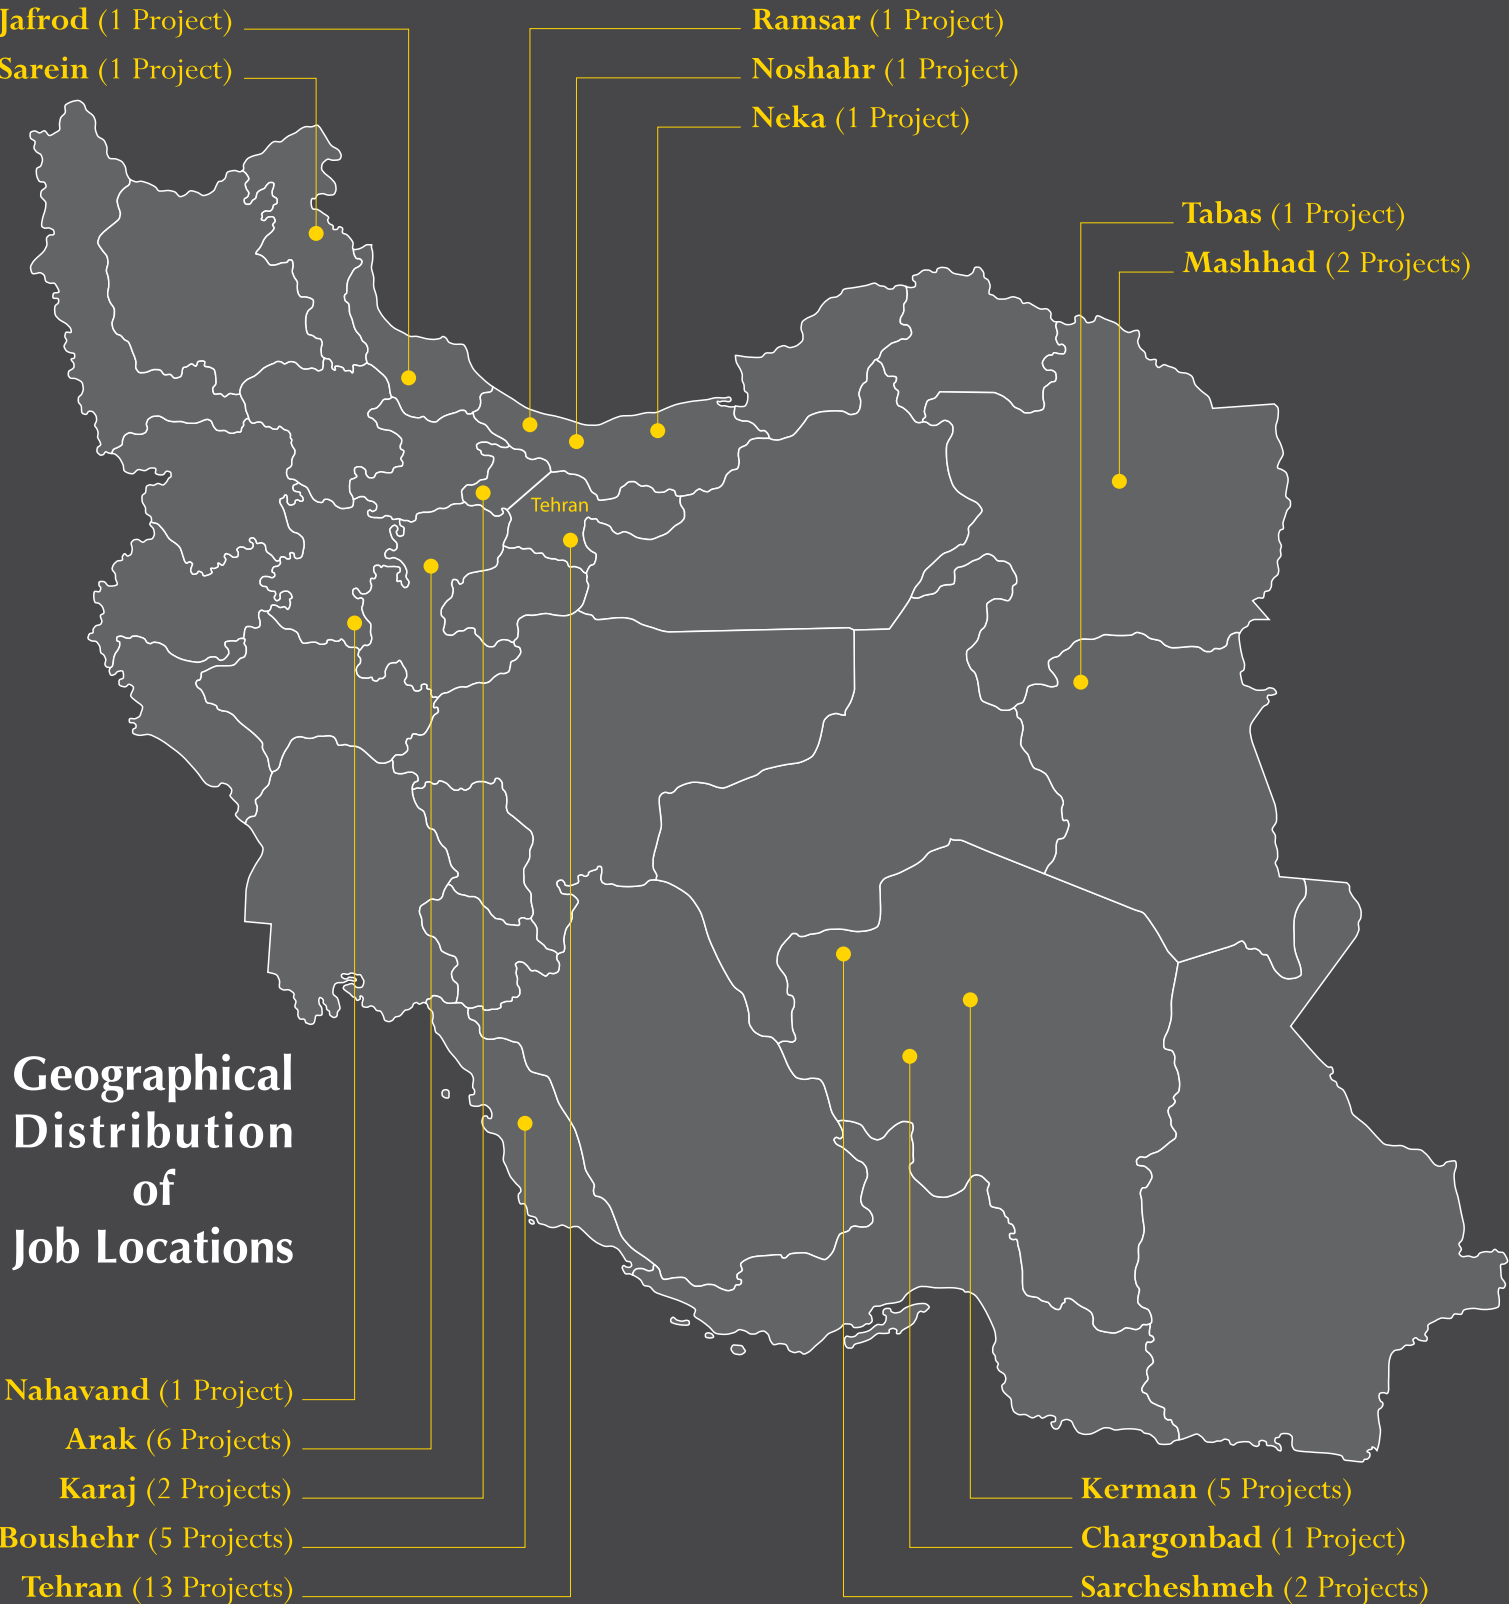 Jafrod (1 Project)
Sarein (1 Project)
Ramsar (1 Project)
Noshahr (1 Project)
Neka (1 Project)
Tabas (1 Project)
Mashhad (2 Projects)
Tehran
Geographical
Distribution
of
Job Locations
Nahavand (1 Project)
Arak (6 Projects)
Karaj (2 Projects)
Boushehr (5 Projects)
Tehran (13 Projects)
Kerman (5 Projects)
Chargonbad (1 Project)
Sarcheshmeh (2 Projects)